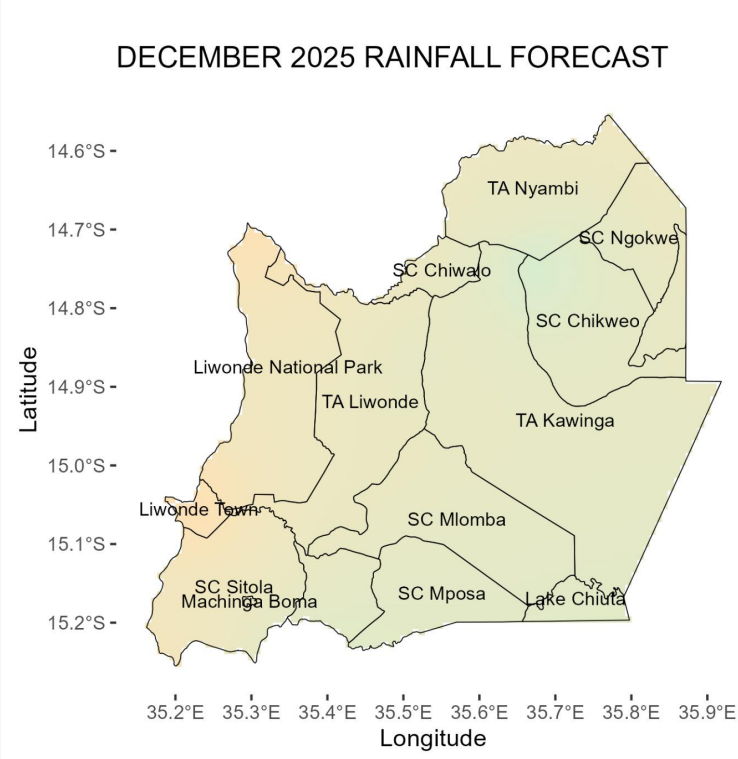 DECEMBER 2025 RAINFALL FORECAST
14.6°S
TA Nyambi
14.7°S
SC Ngokwe
SC Chiwalo
14.8°S
SC Chikweo
Liwonde National Park
14.9°S
TA Liwonde
TA Kawinga
Latitude
15.0°S
Liwonde Town
SC Mlomba
15.1°S
SC Sitola
SC Mposa
Lake Chiuta
Machinga Boma
15.2°S
35.2°E 35.3°E 35.4°E 35.5°E 35.6°E 35.7°E 35.8°E 35.9°E
Longitude